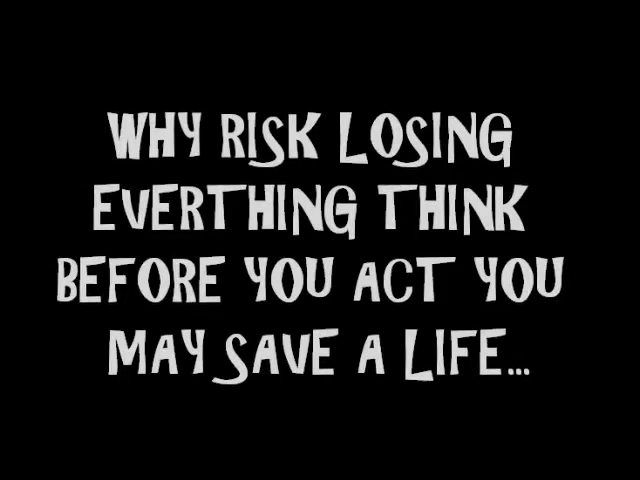 WHY RISK LOSING
EVERTHING THINK
BEFORE YOU ACT YOU
MAY SAVE A LIFE...